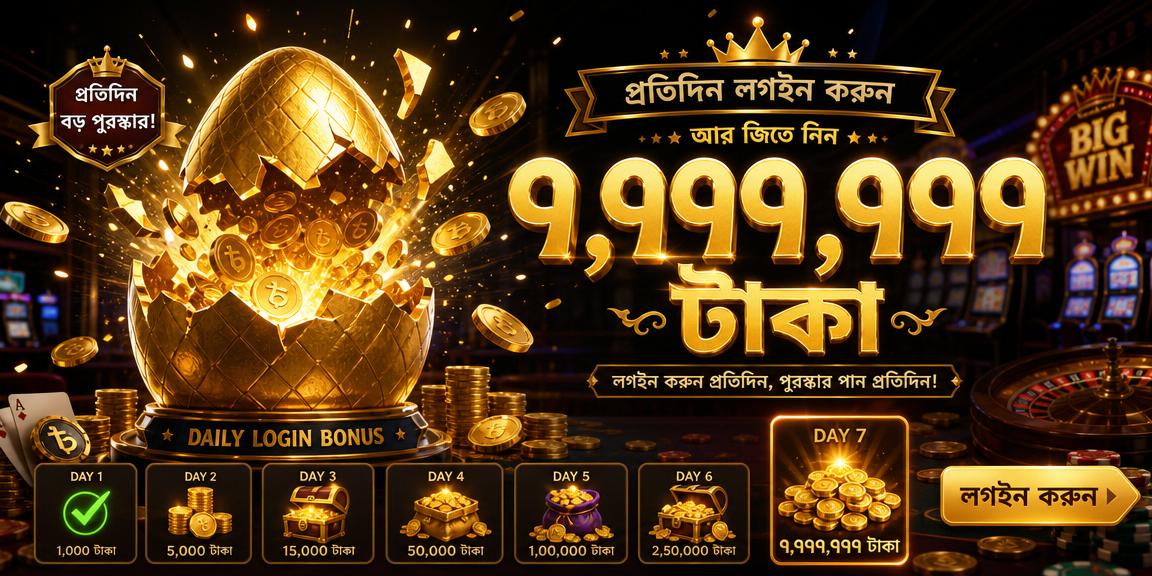 প্রতিদিন
বড় পুরস্কার!
প্রতিদিন লগইন করুন
আর জিতে নিন
৭,৭৭৭,৭৭৭
টাকা
লগইন করুন প্রতিদিন, পুরস্কার পান প্রতিদিন!
BIG
WIN
A
DAILY LOGIN BONUS
DAY 1
1,000 টাকা
DAY 2
5,000 টাকা
DAY 3
15,000 টাকা
DAY 4
50,000 টাকা
DAY 5
1,00,000 টাকা
DAY 6
2,50,000 টাকা
DAY 7
৭,৭৭৭,৭৭৭ টাকা
লগইন করুন